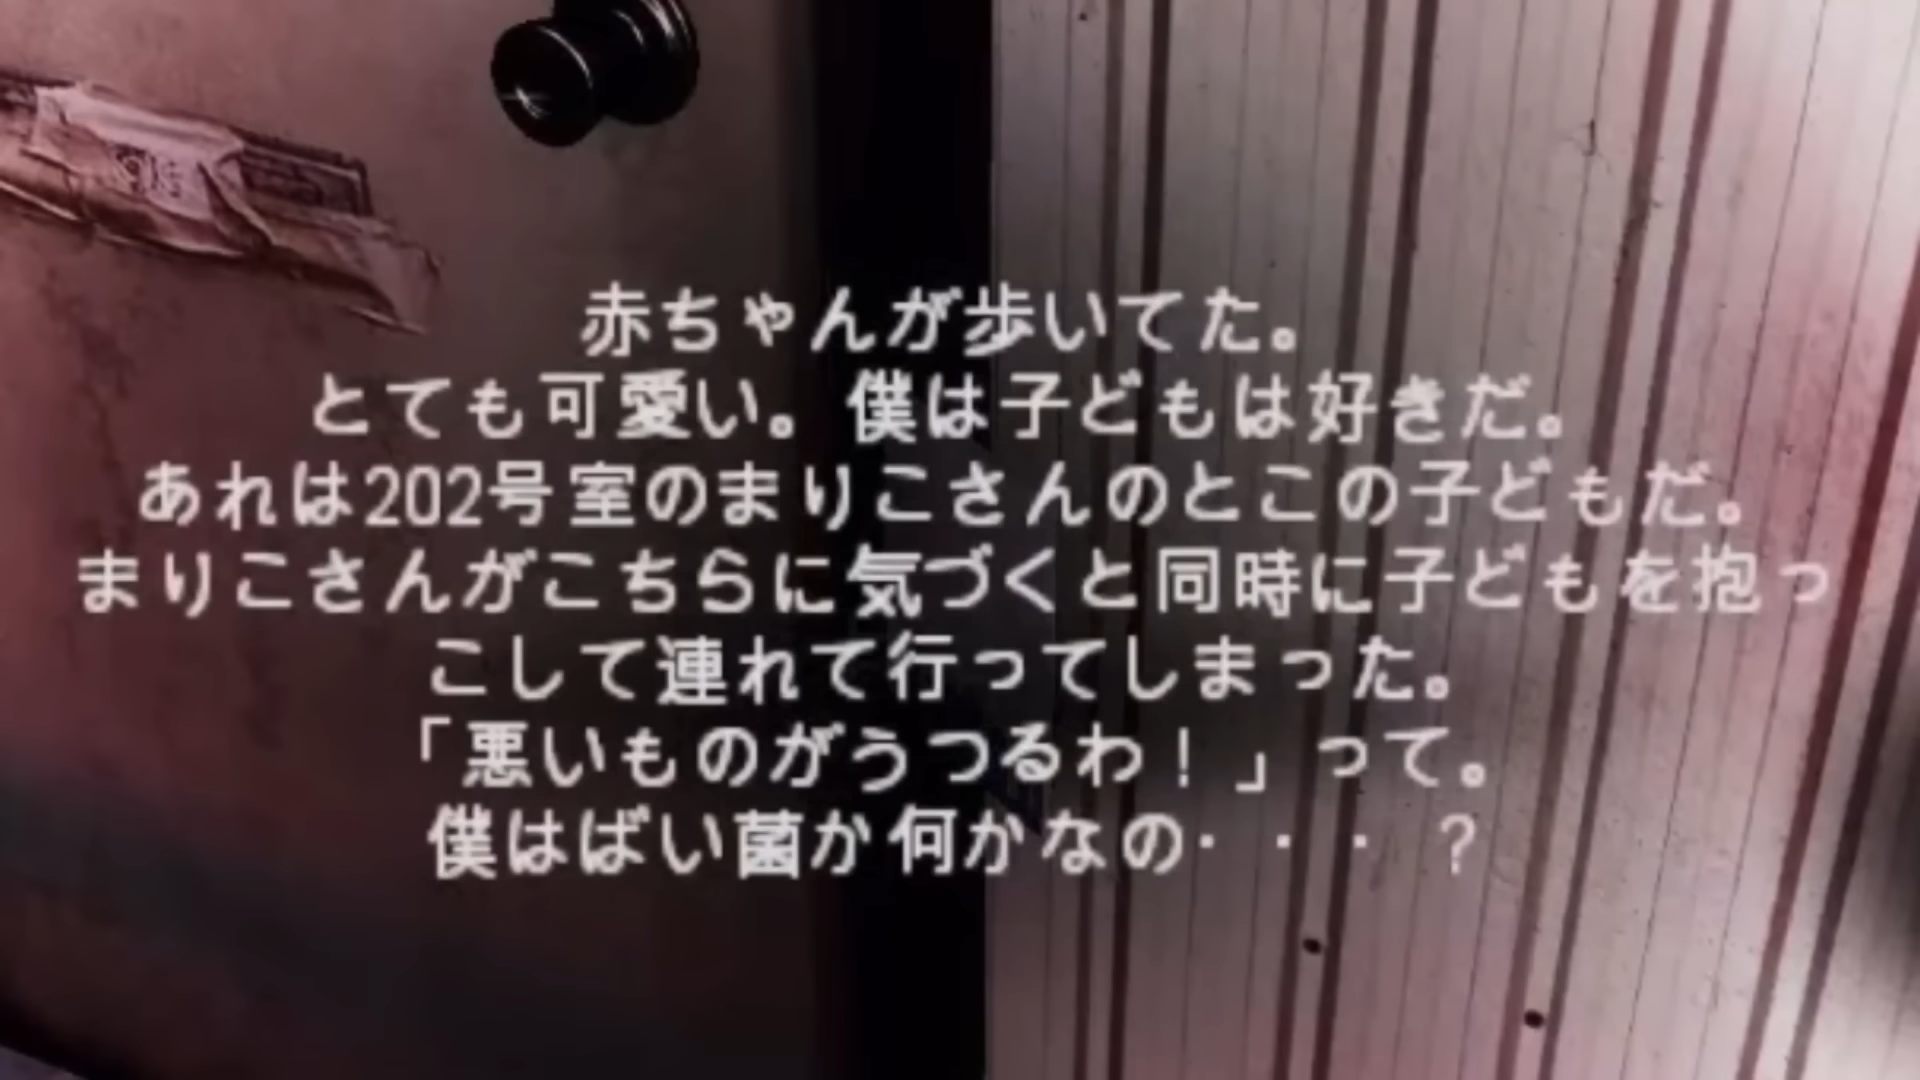 赤ちゃんが歩いてた。
とても可愛い。僕は子どもは好きだ。
あれは202号室のまりこさんのとこの子どもだ。
まりこさんがこちらに気づくと同時に子どもを抱っ
こして連れて行ってしまった。
「悪いものがうつるわ！」って。
僕はばい菌か何かなの・・・？